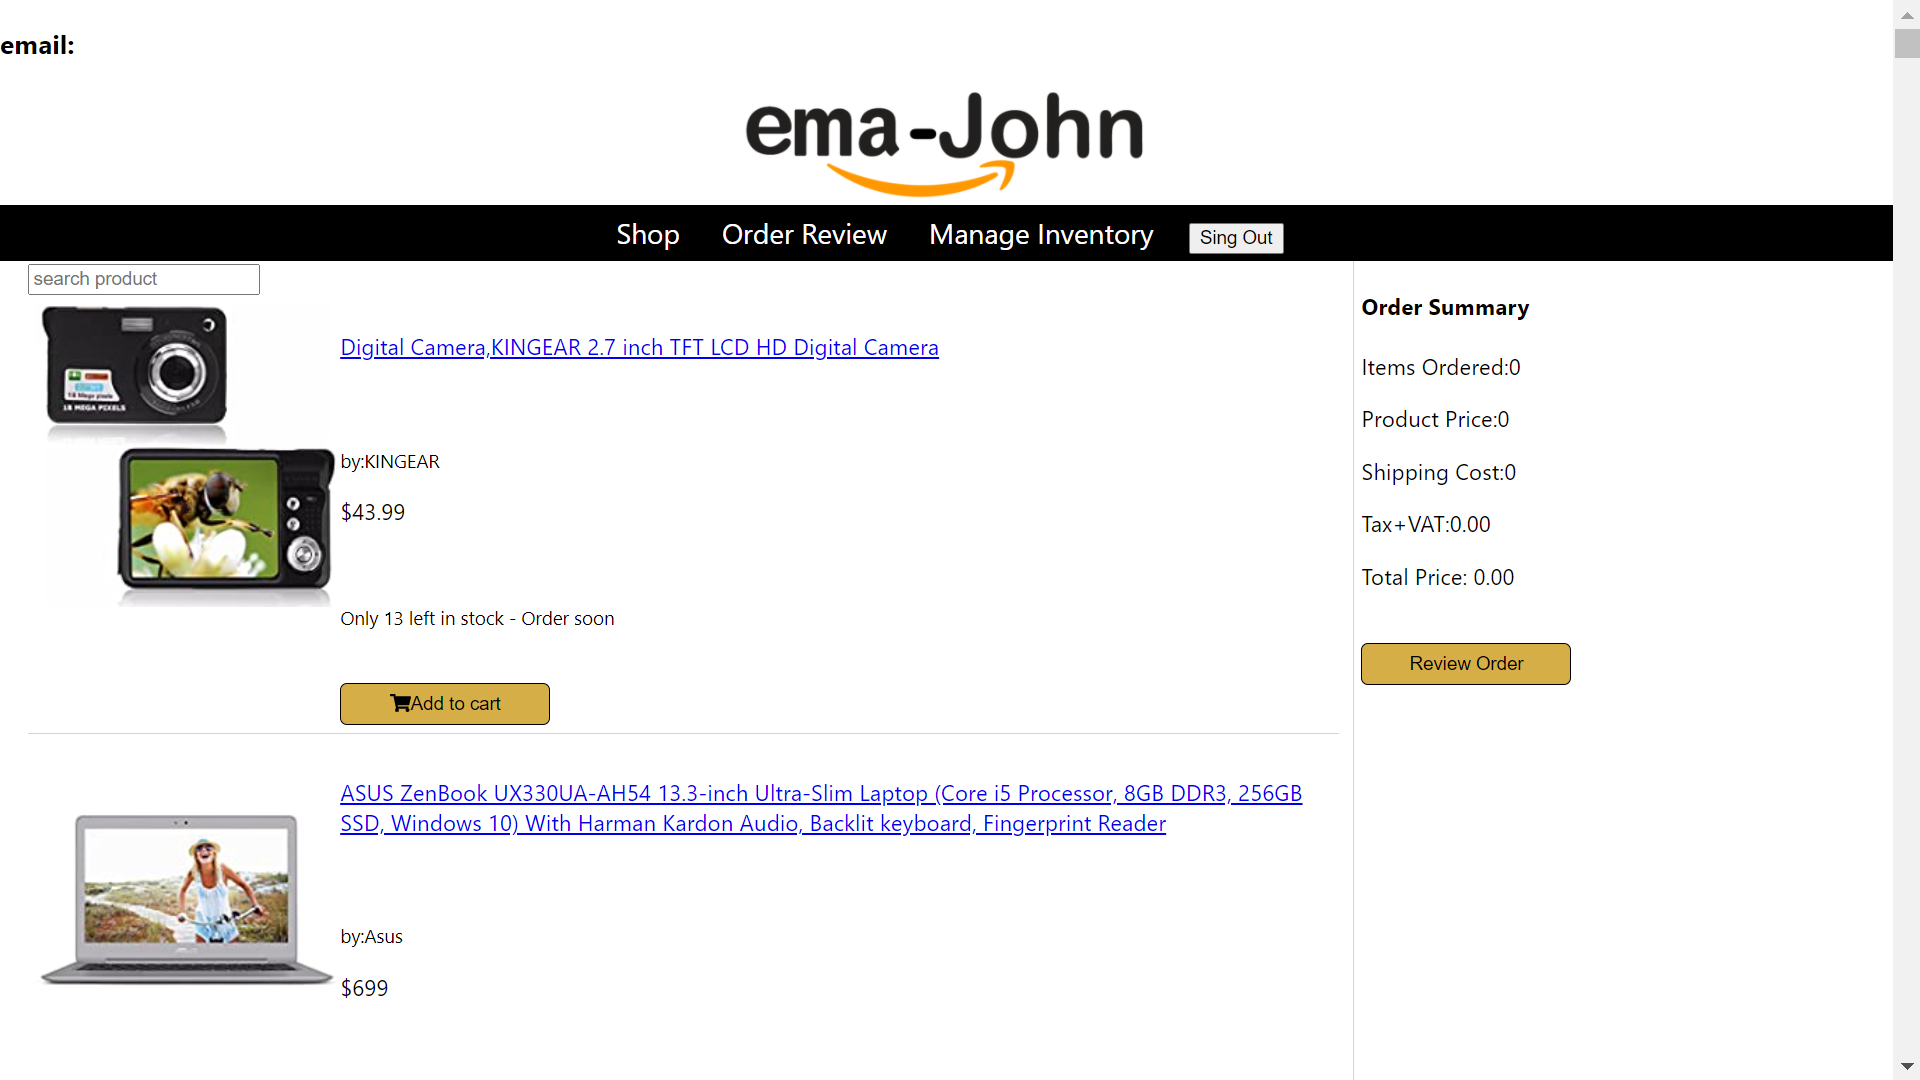 email:
ema-John
Shop Order Review Manage Inventory Sing Out
search product
Digital Camera,KINGEAR 2.7 inch TFT LCD HD Digital Camera
18 MEGA PIXELS
by:KINGEAR
$43.99
Only 13 left in stock - Order soon
Add to cart
ASUS ZenBook UX330UA-AH54 13.3-inch Ultra-Slim Laptop (Core i5 Processor, 8GB DDR3, 256GB
SSD, Windows 10) With Harman Kardon Audio, Backlit keyboard, Fingerprint Reader
by:Asus
$699
Order Summary
Items Ordered:0
Product Price:0
Shipping Cost:0
Tax+VAT:0.00
Total Price: 0.00
Review Order